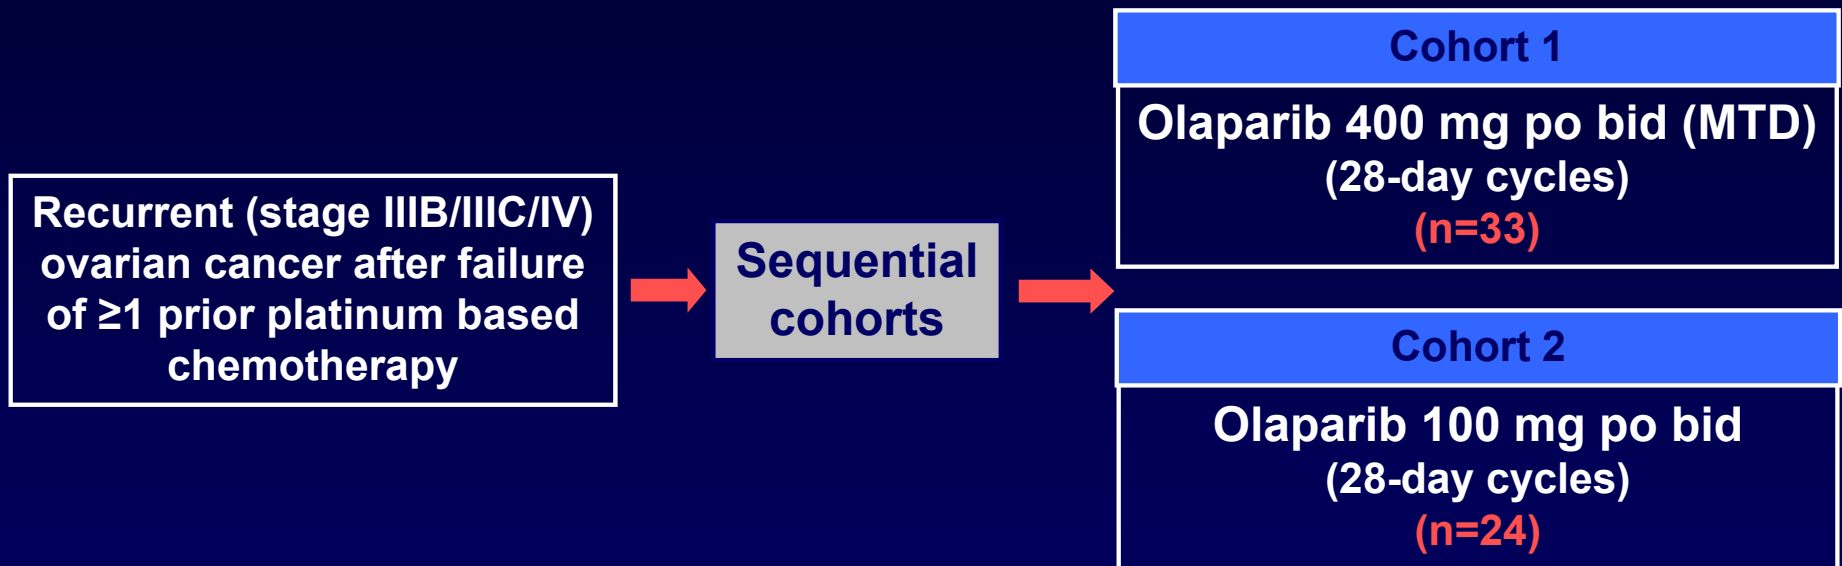 Recurrent (stage IIIB/IIIC/IV)
ovarian cancer after failure
of ≥1 prior platinum based
chemotherapy
Sequential
cohorts
Cohort 1
Olaparib 400 mg po bid (MTD)
(28-day cycles)
(n=33)
Cohort 2
Olaparib 100 mg po bid
(28-day cycles)
(n=24)